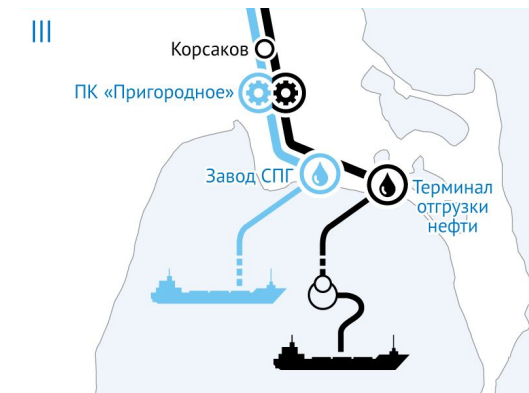 III
Корсаков
ПК «Пригородное»
Завод СПГ
Терминал
отгрузки
нефти